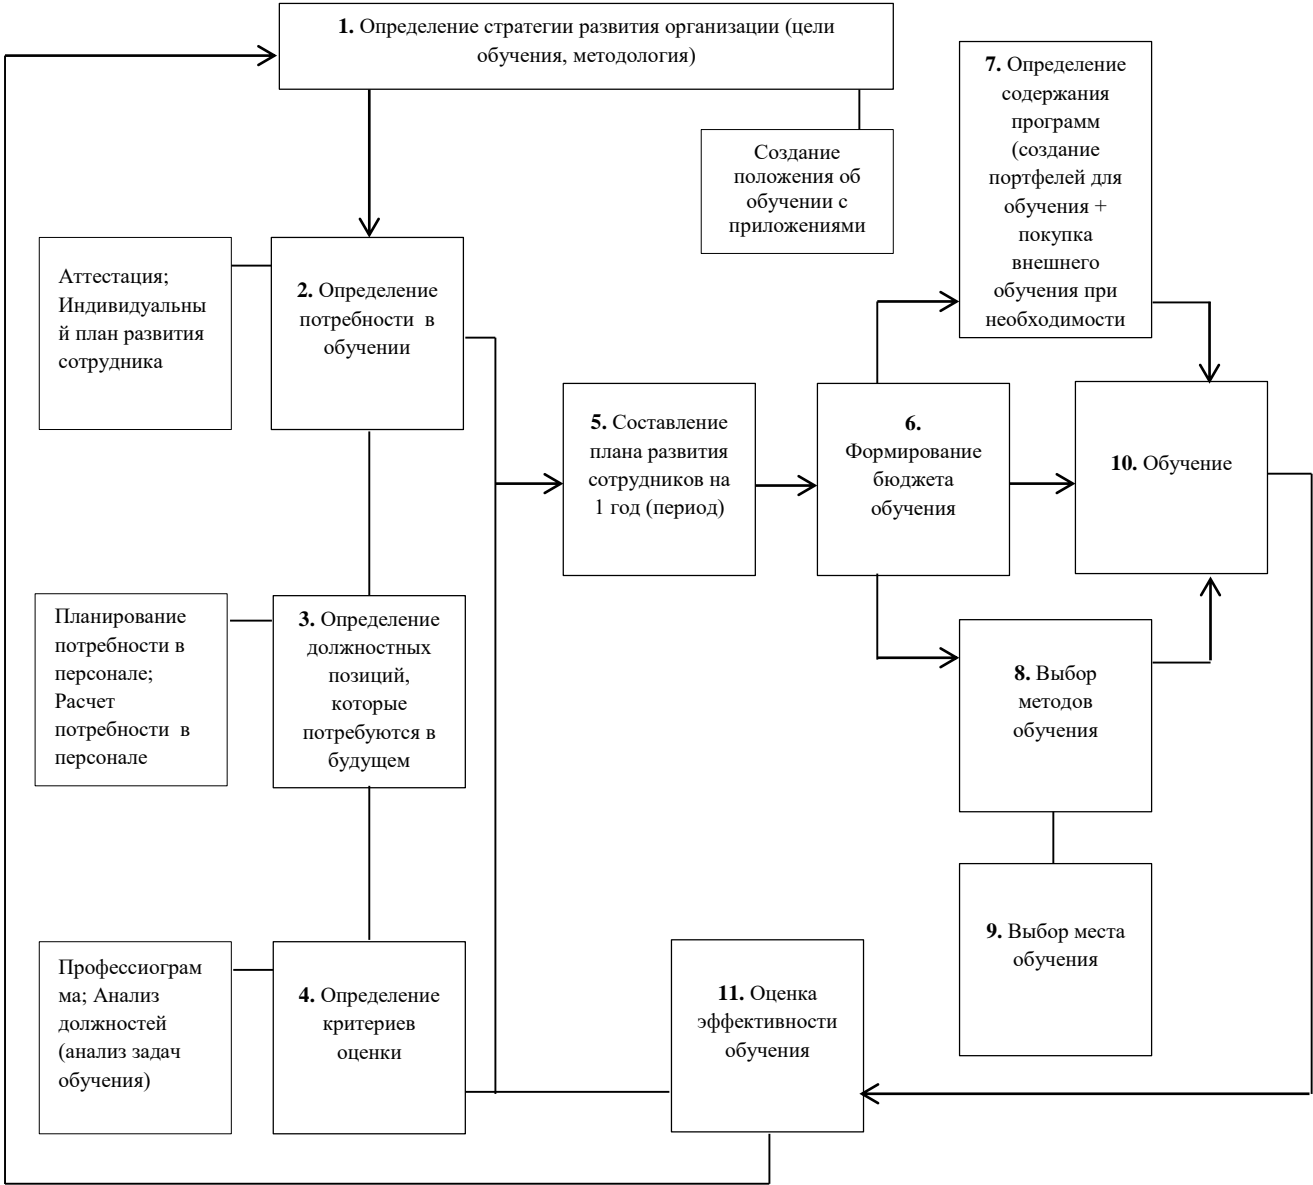 1. Определение стратегии развития организации (цели
обучения, методология)
Создание
положения об
обучении с
приложениями
7. Определение
содержания
программ
(создание
портфелей для
обучения +
покупка
внешнего
обучения при
необходимости
Аттестация;
Индивидуальны
й план развития
сотрудника
2. Определение
потребности в
обучении
5. Составление
плана развития
сотрудников на
1 год (период)
6.
Формирование
бюджета
обучения
10. Обучение
Планирование
потребности в
персонале;
Расчет
потребности в
персонале
3. Определение
должностных
позиций,
которые
потребуются в
будущем
8. Выбор
методов
обучения
9. Выбор места
обучения
Профессиограм
ма; Анализ
должностей
(анализ задач
обучения)
4. Определение
критериев
оценки
11. Оценка
эффективности
обучения